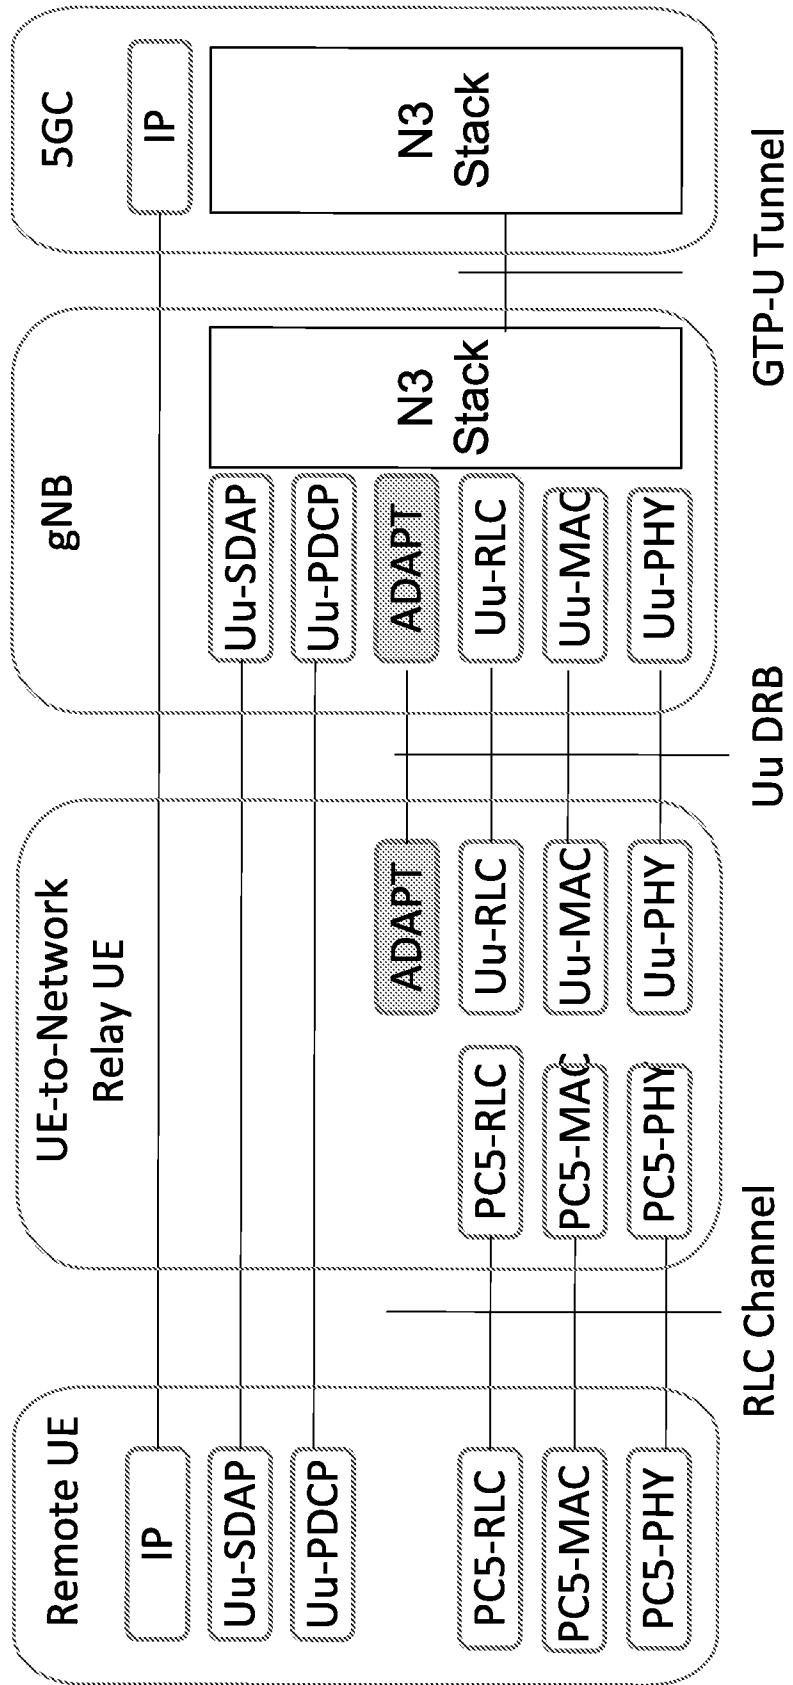 Remote UE
IP
Uu-SDAP
Uu-PDCP
PC5-RLC
PC5-MAC
PC5-PHY
RLC Channel
UE-to-Network
Relay UE
PC5-RLC
PC5-MAC
PC5-PHY
ADAPT
Uu-RLC
Uu-MAC
Uu-PHY
Uu DRB
gNB
Uu-SDAP
Uu-PDCP
ADAPT
Uu-RLC
Uu-MAC
Uu-PHY
N3
Stack
GTP-U Tunnel
5GC
IP
N3
Stack